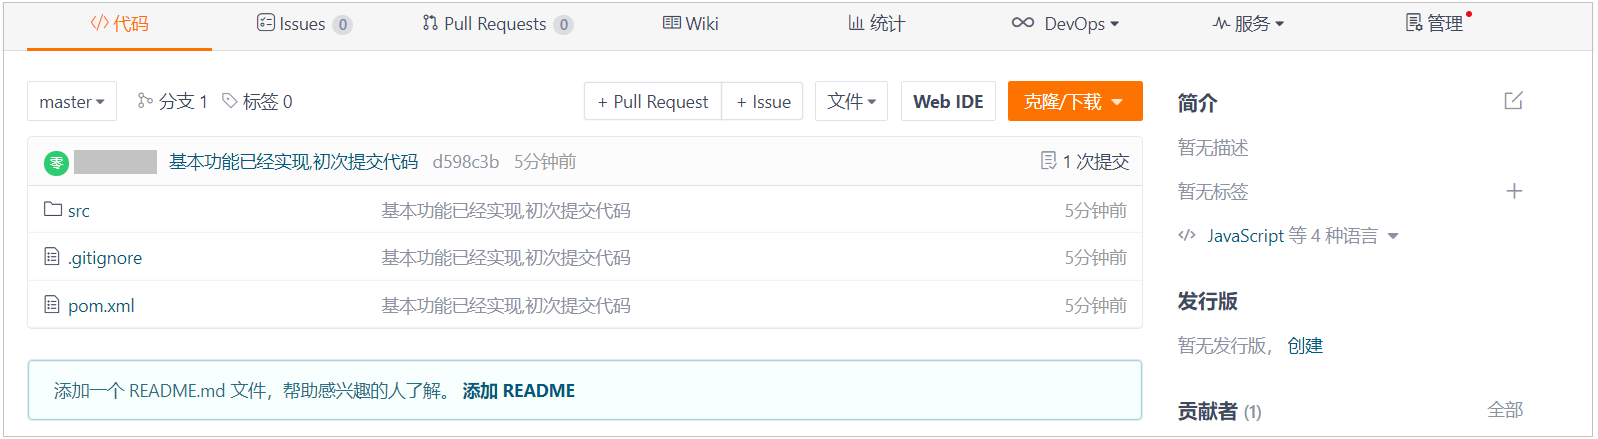 代码 Issues 0 Pull Requests 0 Wiki 统计 DevOps 服务 管理
master 分支 1 标签 0 + Pull Request + Issue 文件 Web IDE 克隆/下载
零 基本功能已经实现,初次提交代码 d598c3b 5分钟前 1 次提交
src 基本功能已经实现,初次提交代码 5分钟前
.gitignore 基本功能已经实现,初次提交代码 5分钟前
pom.xml 基本功能已经实现,初次提交代码 5分钟前
添加一个 README.md 文件，帮助感兴趣的人了解。 添加 README
简介
暂无描述
暂无标签
JavaScript 等 4 种语言
发行版
暂无发行版， 创建
贡献者 (1) 全部